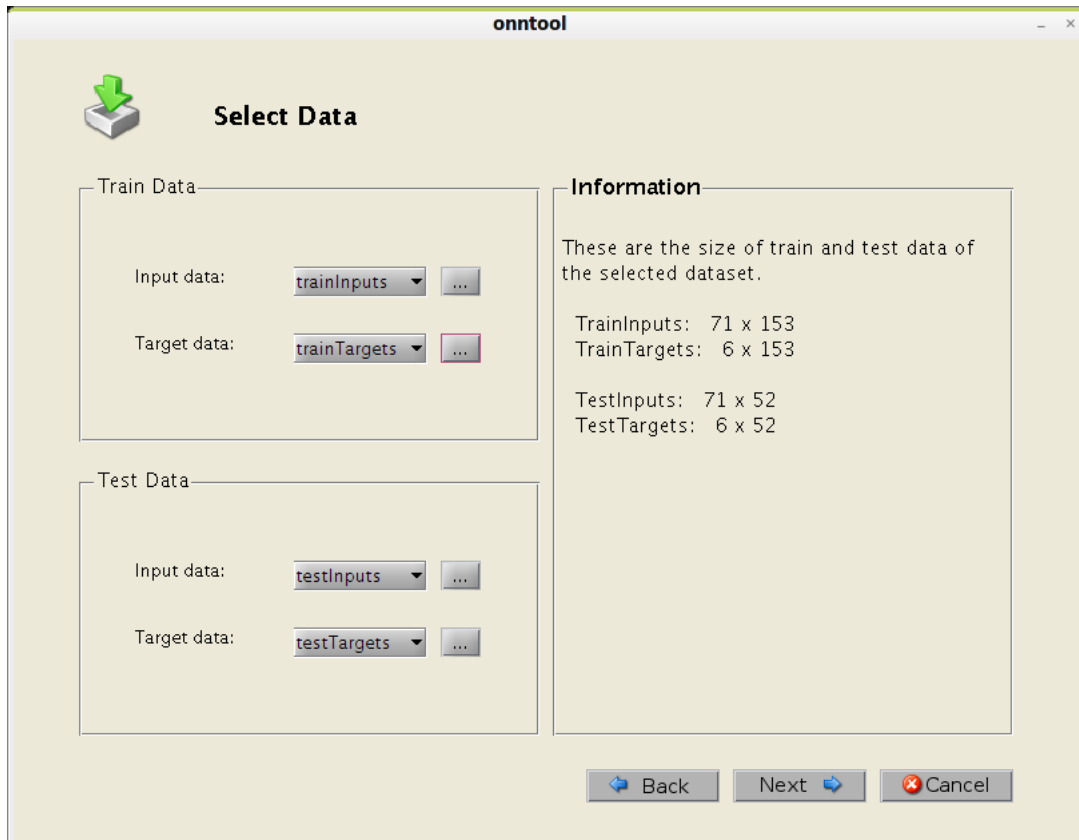 onntool
Select Data
Train Data
Input data:
trainInputs
...
Target data:
trainTargets
...
Test Data
Input data:
testInputs
...
Target data:
testTargets
...
Information
These are the size of train and test data of
the selected dataset.
TrainInputs: 71 x 153
TrainTargets: 6 x 153
TestInputs: 71 x 52
TestTargets: 6 x 52
Back
Next
Cancel